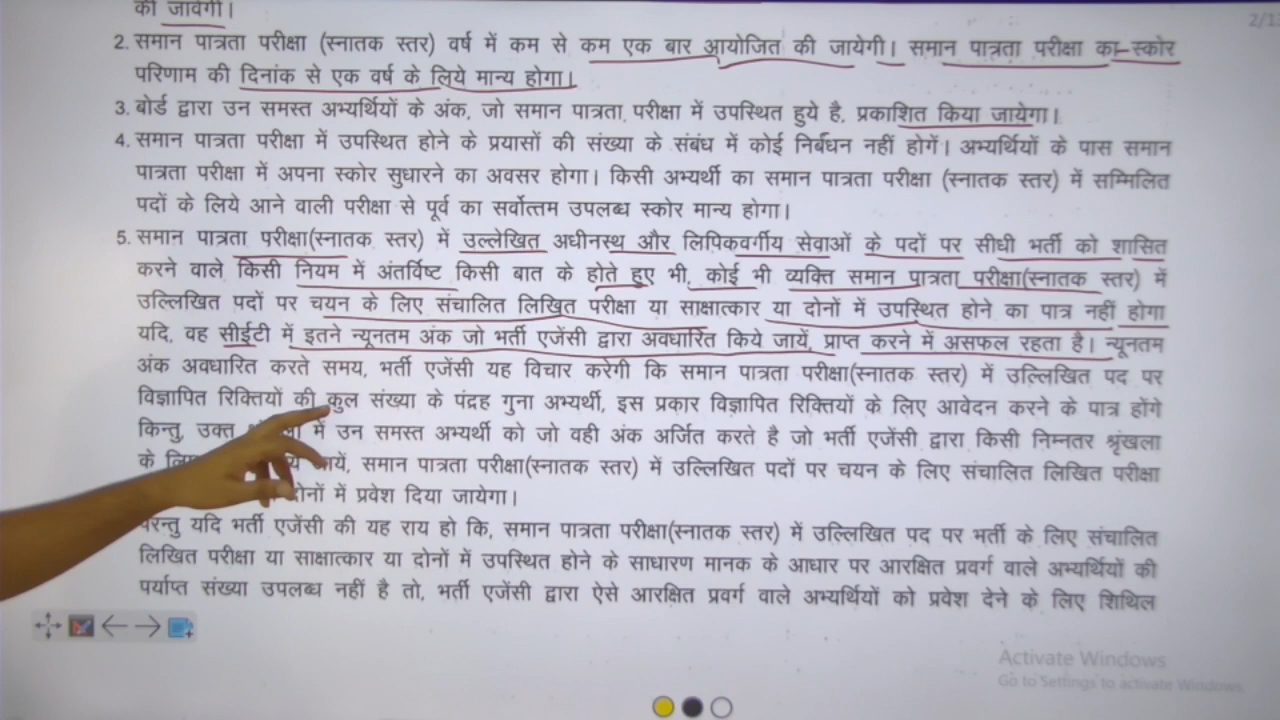 की जावेगी।
2/1
2. समान पात्रता परीक्षा (स्नातक स्तर) वर्ष में कम से कम एक बार आयोजित की जायेगी। समान पात्रता परीक्षा का स्कोर
परिणाम की दिनांक से एक वर्ष के लिये मान्य होगा।
3. बोर्ड द्वारा उन समस्त अभ्यर्थियों के अंक, जो समान पात्रता परीक्षा में उपस्थित हुये है, प्रकाशित किया जायेगा।
4. समान पात्रता परीक्षा में उपस्थित होने के प्रयासों की संख्या के संबंध में कोई निर्बंधन नहीं होगें। अभ्यर्थियों के पास समान
पात्रता परीक्षा में अपना स्कोर सुधारने का अवसर होगा। किसी अभ्यर्थी का समान पात्रता परीक्षा (स्नातक स्तर) में सम्मिलित
पदों के लिये आने वाली परीक्षा से पूर्व का सर्वोत्तम उपलब्ध स्कोर मान्य होगा।
5. समान पात्रता परीक्षा(स्नातक स्तर) में उल्लेखित अधीनस्थ और लिपिकवर्गीय सेवाओं के पदों पर सीधी भर्ती को शासित
करने वाले किसी नियम में अंतर्विष्ट किसी बात के होते हुए भी, कोई भी व्यक्ति समान पात्रता परीक्षा(स्नातक स्तर) में
उल्लिखित पदों पर चयन के लिए संचालित लिखित परीक्षा या साक्षात्कार या दोनों में उपस्थित होने का पात्र नहीं होगा
यदि, वह सीईटी में इतने न्यूनतम अंक जो भर्ती एजेंसी द्वारा अवधारित किये जायें, प्राप्त करने में असफल रहता है। न्यूनतम
अंक अवधारित करते समय, भर्ती एजेंसी यह विचार करेगी कि समान पात्रता परीक्षा(स्नातक स्तर) में उल्लिखित पद पर
विज्ञापित रिक्तियों की कुल संख्या के पंद्रह गुना अभ्यर्थी, इस प्रकार विज्ञापित रिक्तियों के लिए आवेदन करने के पात्र होंगे
किन्तु, उक्त में उन समस्त अभ्यर्थी को जो वही अंक अर्जित करते है जो भर्ती एजेंसी द्वारा किसी निम्नतर श्रृंखला
के जायें, समान पात्रता परीक्षा(स्नातक स्तर) में उल्लिखित पदों पर चयन के लिए संचालित लिखित परीक्षा
दोनों में प्रवेश दिया जायेगा।
परन्तु यदि भर्ती एजेंसी की यह राय हो कि, समान पात्रता परीक्षा(स्नातक स्तर) में उल्लिखित पद पर भर्ती के लिए संचालित
लिखित परीक्षा या साक्षात्कार या दोनों में उपस्थित होने के साधारण मानक के आधार पर आरक्षित प्रवर्ग वाले अभ्यर्थियों की
पर्याप्त संख्या उपलब्ध नहीं है तो, भर्ती एजेंसी द्वारा ऐसे आरक्षित प्रवर्ग वाले अभ्यर्थियों को प्रवेश देने के लिए शिथिल
Activate Windows
Go to Settings to activate Windows.